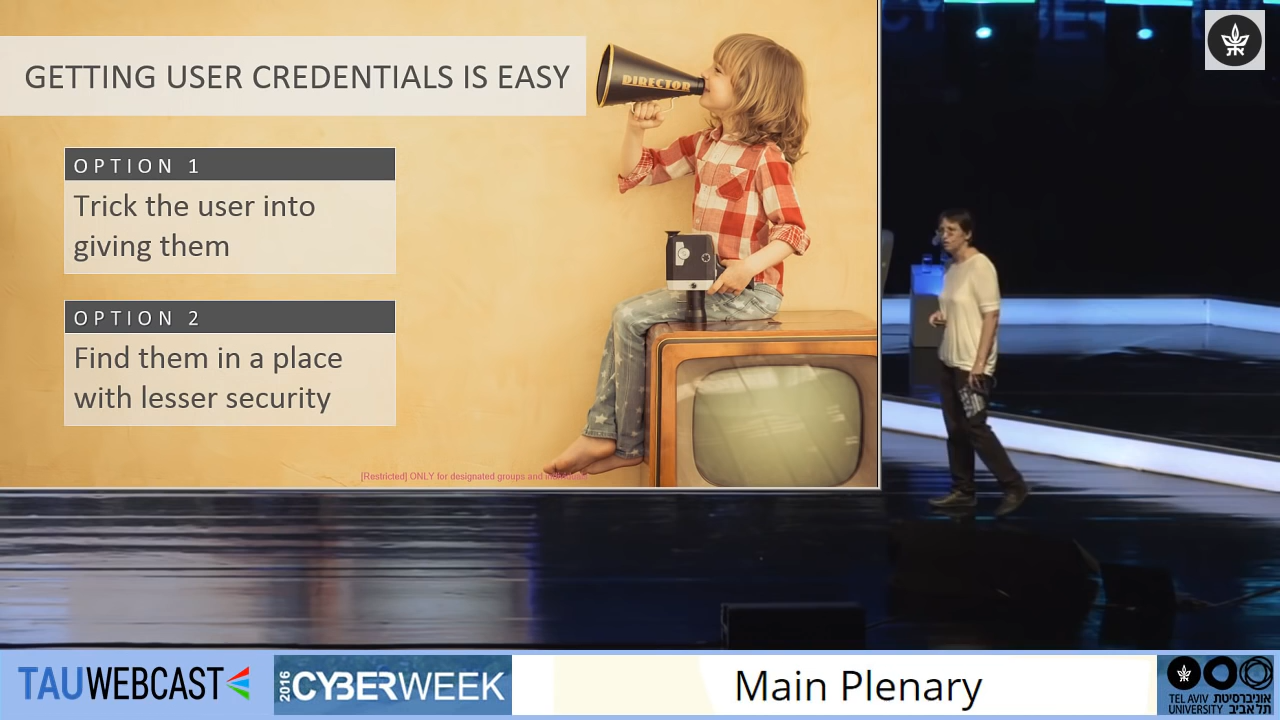 GETTING USER CREDENTIALS IS EASY
DIRECTOR
OPTION 1
Trick the user into
giving them
OPTION 2
Find them in a place
with lesser security
[Restricted] ONLY for designated groups and individuals
TAUWEBCAST
2016 CYBERWEEK
Main Plenary
TEL AVIV אוניברסיטת
UNIVERSITY תל אביב